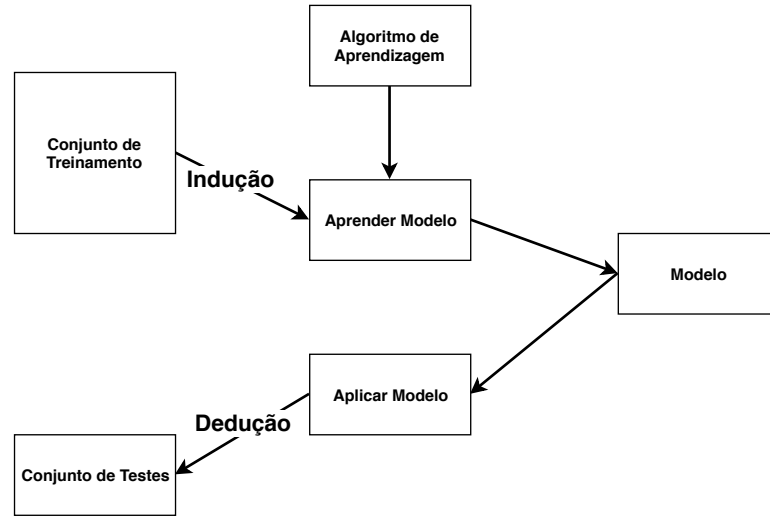 Algoritmo de
Aprendizagem
Conjunto de
Treinamento
Indução
Aprender Modelo
Modelo
Aplicar Modelo
Dedução
Conjunto de Testes